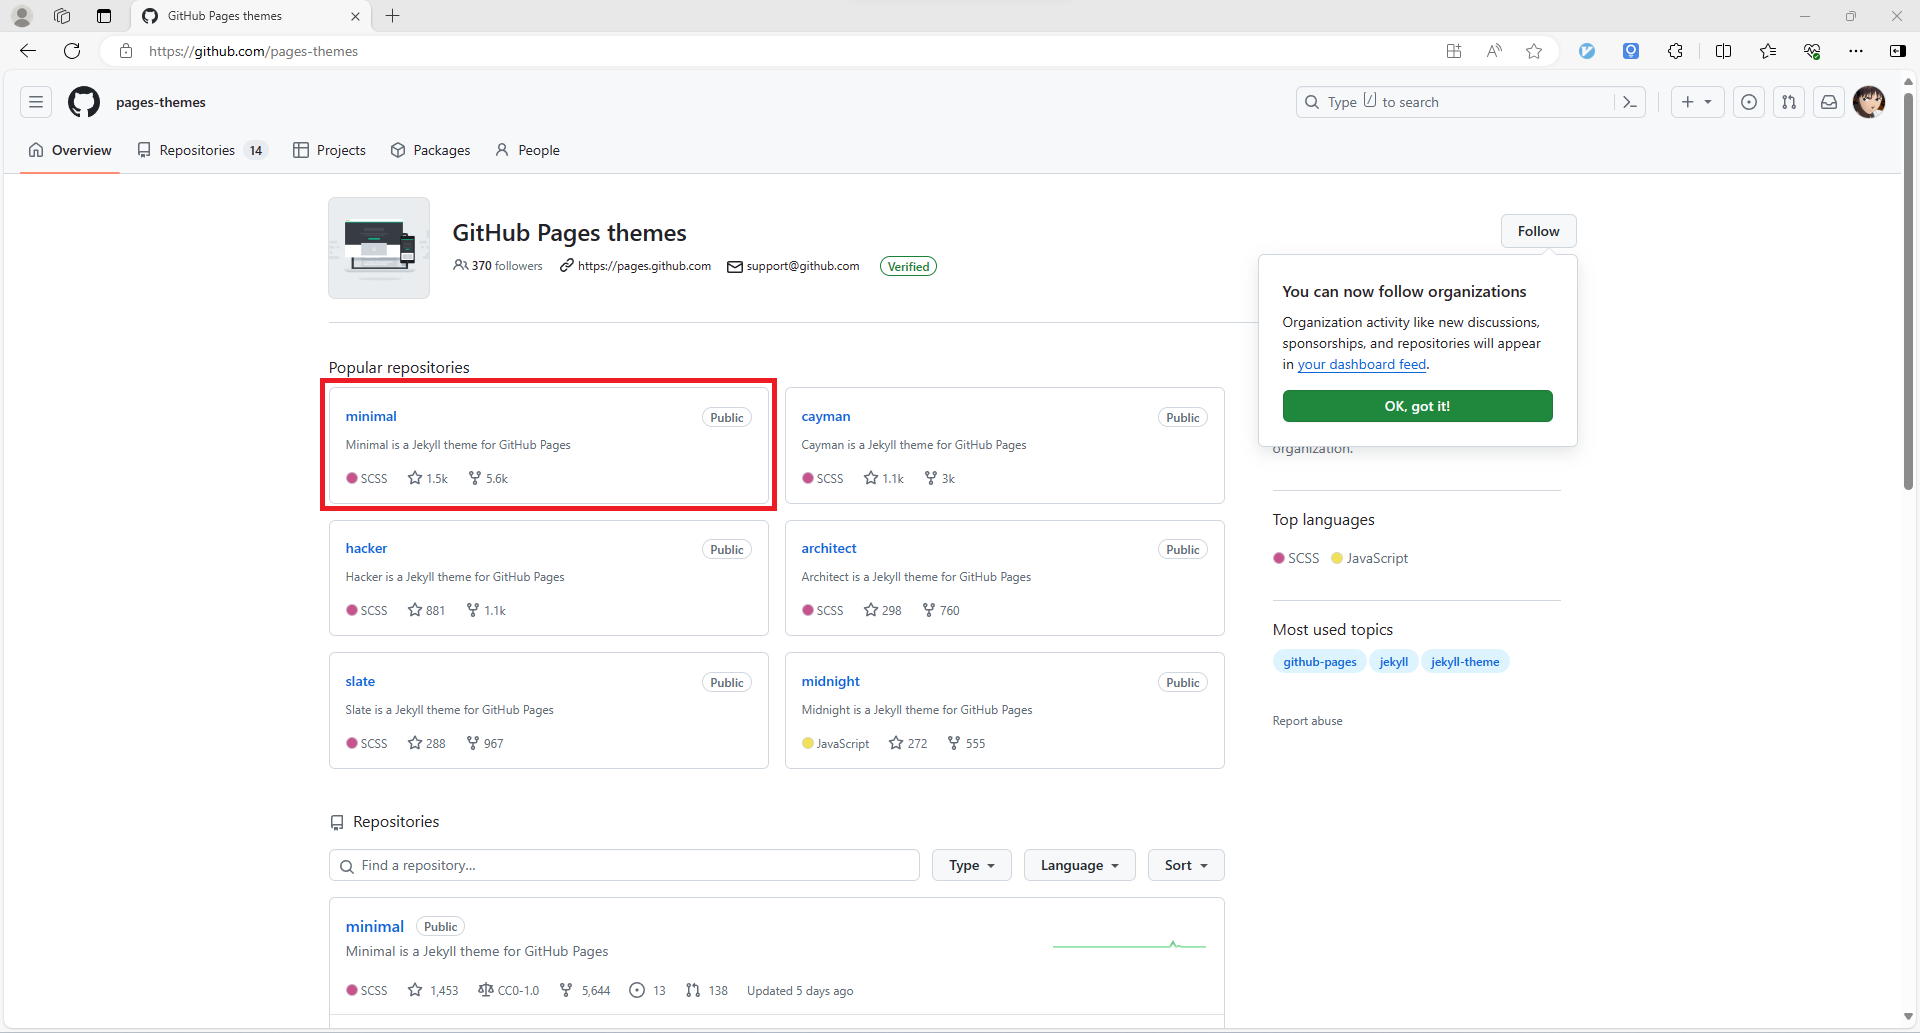 GitHub Pages themes
https://github.com/pages-themes
pages-themes
Type / to search
Overview
Repositories 14
Projects
Packages
People
GitHub Pages themes
370 followers
https://pages.github.com
support@github.com
Verified
Follow
You can now follow organizations
Organization activity like new discussions,
sponsorships, and repositories will appear
in your dashboard feed.
OK, got it!
organization.
Popular repositories
minimal
Public
Minimal is a Jekyll theme for GitHub Pages
SCSS 1.5k 5.6k
cayman
Public
Cayman is a Jekyll theme for GitHub Pages
SCSS 1.1k 3k
hacker
Public
Hacker is a Jekyll theme for GitHub Pages
SCSS 881 1.1k
architect
Public
Architect is a Jekyll theme for GitHub Pages
SCSS 298 760
slate
Public
Slate is a Jekyll theme for GitHub Pages
SCSS 288 967
midnight
Public
Midnight is a Jekyll theme for GitHub Pages
JavaScript 272 555
Top languages
SCSS JavaScript
Most used topics
github-pages jekyll jekyll-theme
Report abuse
Repositories
Find a repository...
Type
Language
Sort
minimal
Public
Minimal is a Jekyll theme for GitHub Pages
SCSS 1,453 CC0-1.0 5,644 13 138 Updated 5 days ago